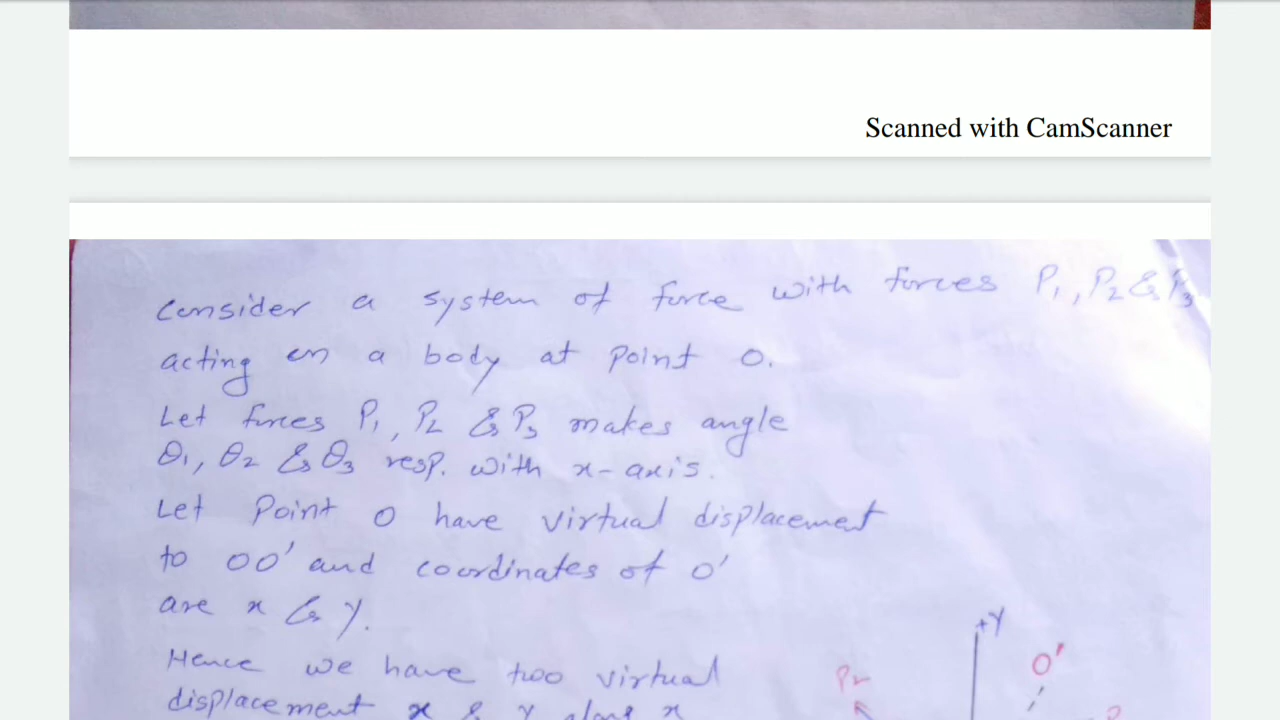 Scanned with CamScanner
Consider a system of force with forces P₁, P₂ & P₃
acting on a body at point O.
Let forces P₁, P₂ & P₃ makes angle
θ₁, θ₂ & θ₃ resp. with x-axis.
Let Point O have virtual displacement
to OO' and coordinates of O'
are x & y.
Hence we have two virtual
displacement x & y along x
+Y
O'
P₂